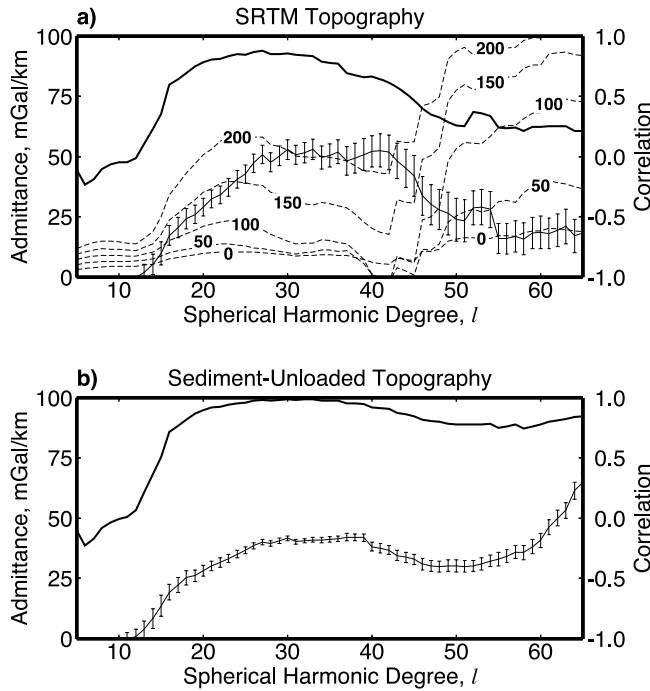 a) SRTM Topography
100 1.0
75 0.5
50 0.0
25 -0.5
0 -1.0
Admittance, mGal/km
Correlation
200
150
100
50
0
200
150
100
50
0
10 20 30 40 50 60
Spherical Harmonic Degree, l
b) Sediment-Unloaded Topography
100 1.0
75 0.5
50 0.0
25 -0.5
0 -1.0
Admittance, mGal/km
Correlation
10 20 30 40 50 60
Spherical Harmonic Degree, l